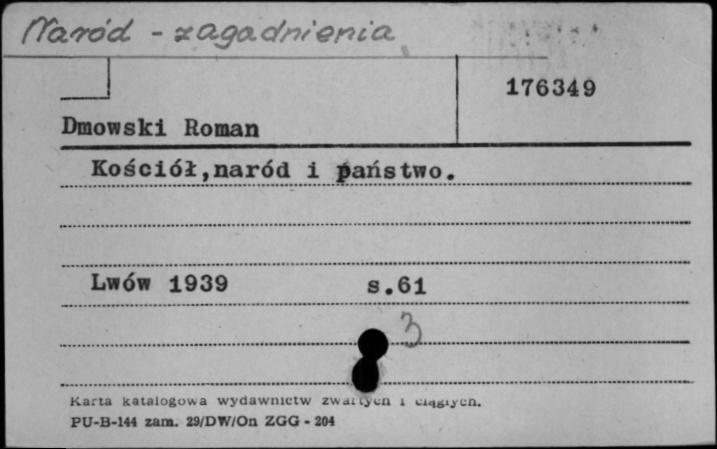 Naród - zagadnienia
176349
Dmowski Roman
Kościół,naród i państwo.
Lwów 1939 s.61
3
Karta katalogowa wydawnictw zwartych i ciągłych.
PU-B-144 zam. 29/DW/On ZGG - 204